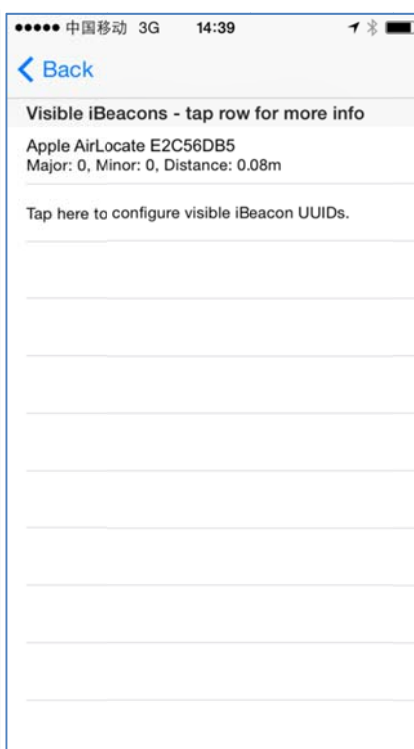 中国移动 3G 14:39
Back
Visible iBeacons - tap row for more info
Apple AirLocate E2C56DB5
Major: 0, Minor: 0, Distance: 0.08m
Tap here to configure visible iBeacon UUIDs.